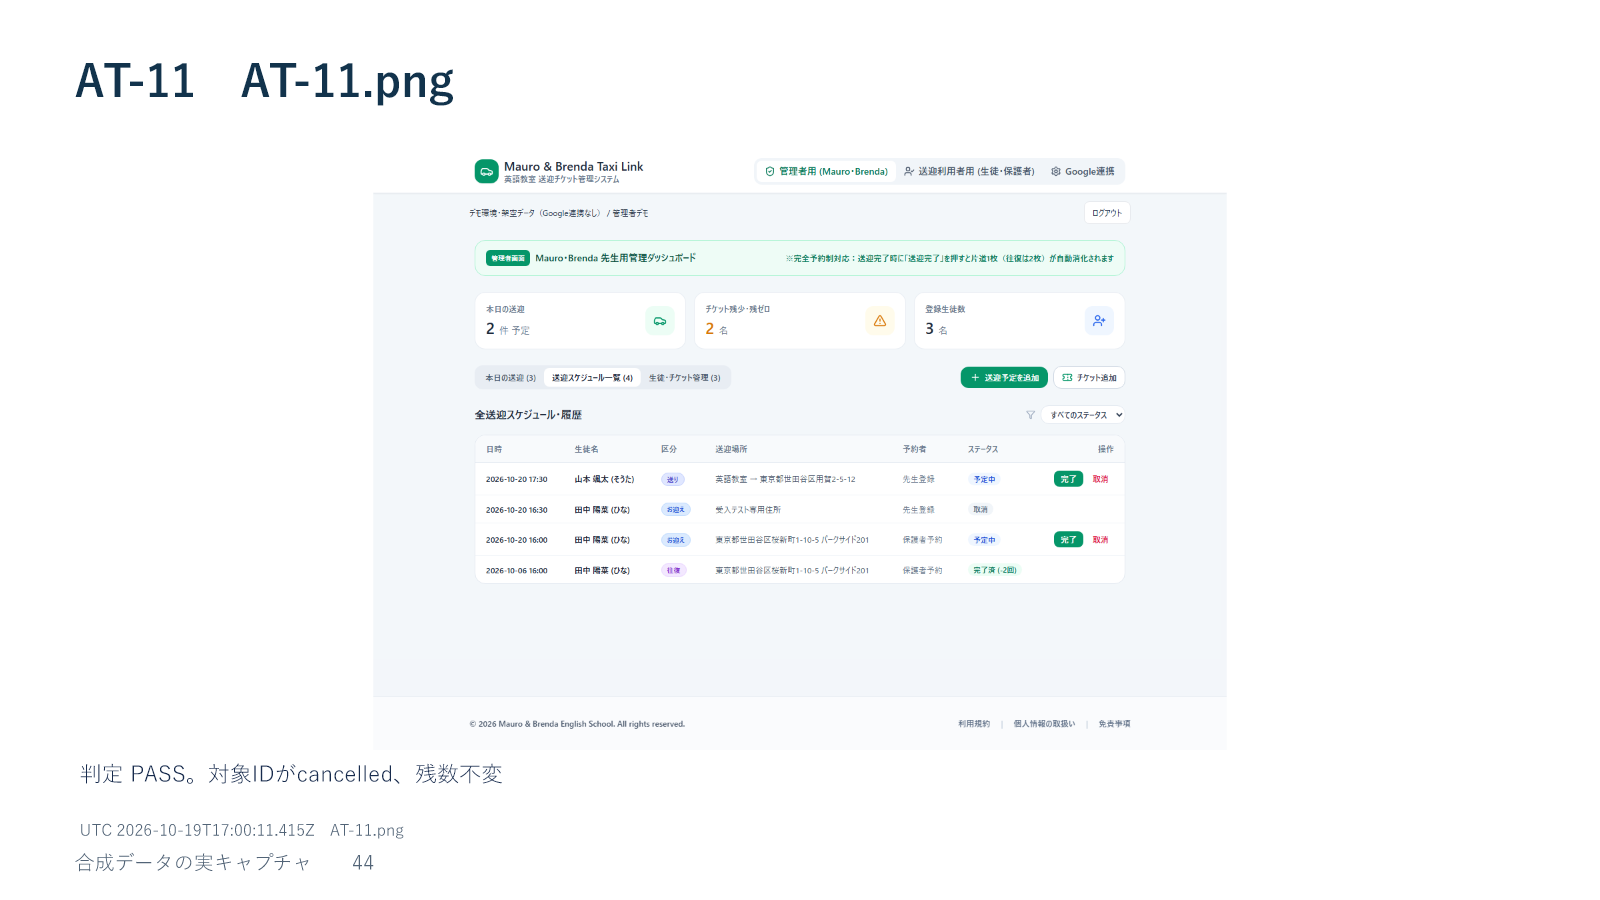 AT-11 AT-11.png
Mauro & Brenda Taxi Link
英語教室 送迎チケット管理システム
管理者用 (Mauro・Brenda)
送迎利用者用 (生徒・保護者)
Google連携
デモ環境・架空データ（Google連携なし） / 管理者デモ
ログアウト
管理者画面
Mauro・Brenda 先生用管理ダッシュボード
※完全予約制対応：送迎完了時に「送迎完了」を押すと片道1枚（往復は2枚）が自動消化されます
本日の送迎
2 件 予定
チケット残少・残ゼロ
2 名
登録生徒数
3 名
本日の送迎 (3)
送迎スケジュール一覧 (4)
生徒・チケット管理 (3)
送迎予定を追加
チケット追加
全送迎スケジュール・履歴
すべてのステータス
日時 生徒名 区分 送迎場所 予約者 ステータス 操作
2026-10-20 17:30 山本 颯太 (そうた) 送り 英語教室 → 東京都世田谷区用賀2-5-12 先生登録 予定中 完了 取消
2026-10-20 16:30 田中 陽菜 (ひな) お迎え 受入テスト専用住所 先生登録 取消
2026-10-20 16:00 田中 陽菜 (ひな) お迎え 東京都世田谷区桜新町1-10-5 パークサイド201 保護者予約 予定中 完了 取消
2026-10-06 16:00 田中 陽菜 (ひな) 往復 東京都世田谷区桜新町1-10-5 パークサイド201 保護者予約 完了済 (-2回)
© 2026 Mauro & Brenda English School. All rights reserved.
利用規約 | 個人情報の取扱い | 免責事項
判定 PASS。対象IDがcancelled、残数不変
UTC 2026-10-19T17:00:11.415Z AT-11.png
合成データの実キャプチャ 44